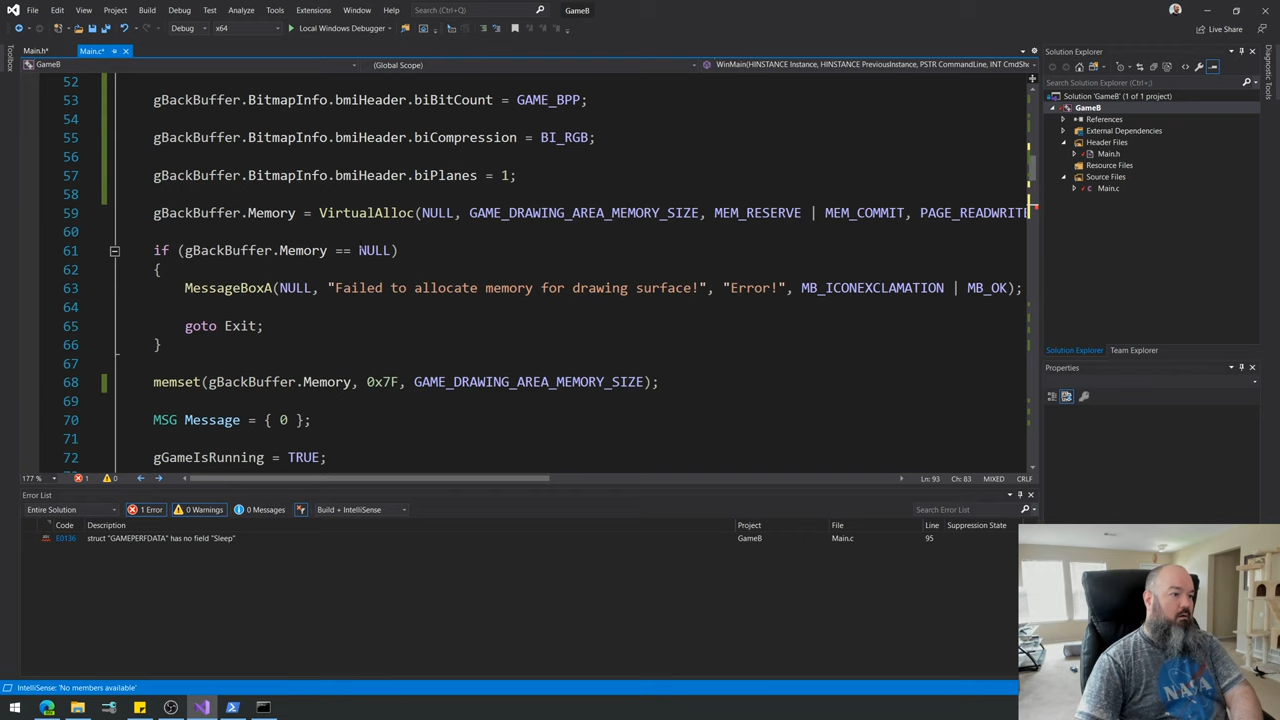 File Edit View Project Build Debug Test Analyze Tools Extensions Window Help Search (Ctrl+Q) GameB
Debug x64 Local Windows Debugger Live Share
Toolbox
Main.h* Main.c*
GameB (Global Scope) WinMain(HINSTANCE Instance, HINSTANCE PreviousInstance, PSTR CommandLine, INT CmdSho
52
53 gBackBuffer.BitmapInfo.bmiHeader.biBitCount = GAME_BPP;
54
55 gBackBuffer.BitmapInfo.bmiHeader.biCompression = BI_RGB;
56
57 gBackBuffer.BitmapInfo.bmiHeader.biPlanes = 1;
58
59 gBackBuffer.Memory = VirtualAlloc(NULL, GAME_DRAWING_AREA_MEMORY_SIZE, MEM_RESERVE | MEM_COMMIT, PAGE_READWRITE
60
61 if (gBackBuffer.Memory == NULL)
62 {
63 MessageBoxA(NULL, "Failed to allocate memory for drawing surface!", "Error!", MB_ICONEXCLAMATION | MB_OK);
64
65 goto Exit;
66 }
67
68 memset(gBackBuffer.Memory, 0x7F, GAME_DRAWING_AREA_MEMORY_SIZE);
69
70 MSG Message = { 0 };
71
72 gGameIsRunning = TRUE;
177 % 1 0 Ln: 93 Ch: 83 MIXED CRLF
Error List
Entire Solution 1 Error 0 Warnings 0 Messages Build + IntelliSense Search Error List
Code Description Project File Line Suppression State
E0136 struct "GAMEPERFDATA" has no field "Sleep" GameB Main.c 95
IntelliSense: 'No members available'
Solution Explorer
Search Solution Explorer (Ctrl+;)
Solution 'GameB' (1 of 1 project)
GameB
References
External Dependencies
Header Files
Main.h
Resource Files
Source Files
Main.c
Solution Explorer Team Explorer
Properties
Diagnostic Tools
NASA